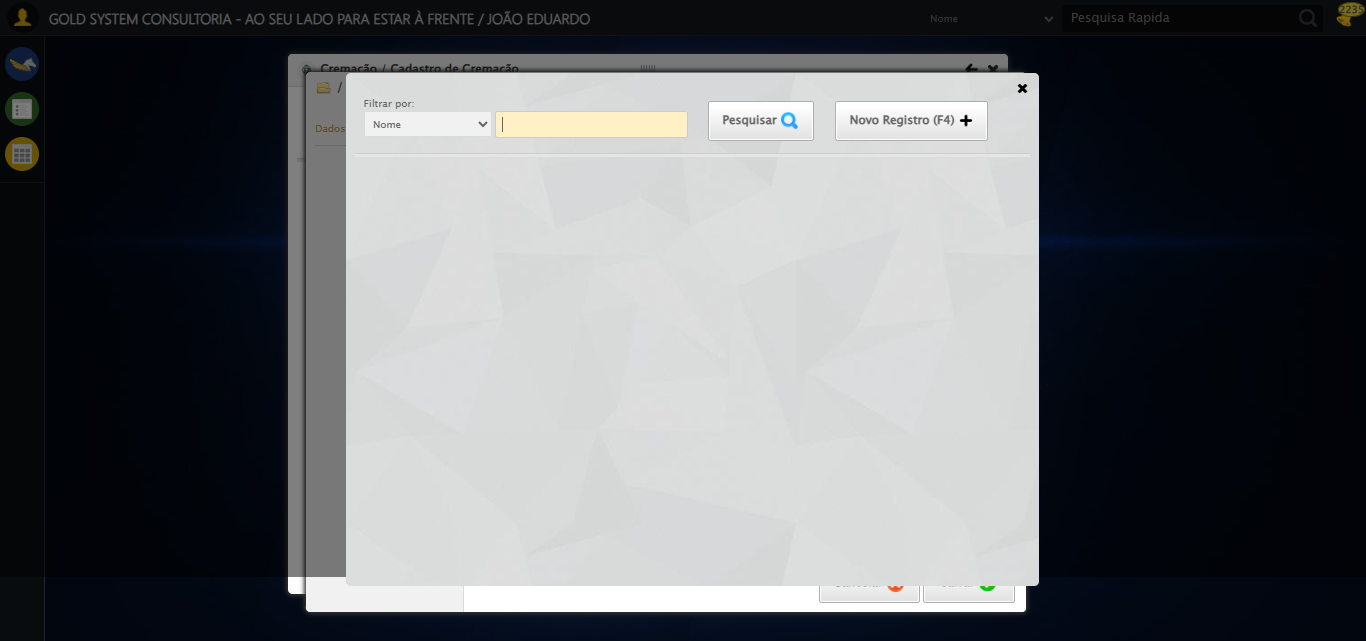 GOLD SYSTEM CONSULTORIA - AO SEU LADO PARA ESTAR À FRENTE / JOÃO EDUARDO
Nome
Pesquisa Rapida
2235
Cremação / Cadastro de Cremação
/
Dados
Filtrar por:
Nome
Pesquisar
Novo Registro (F4)